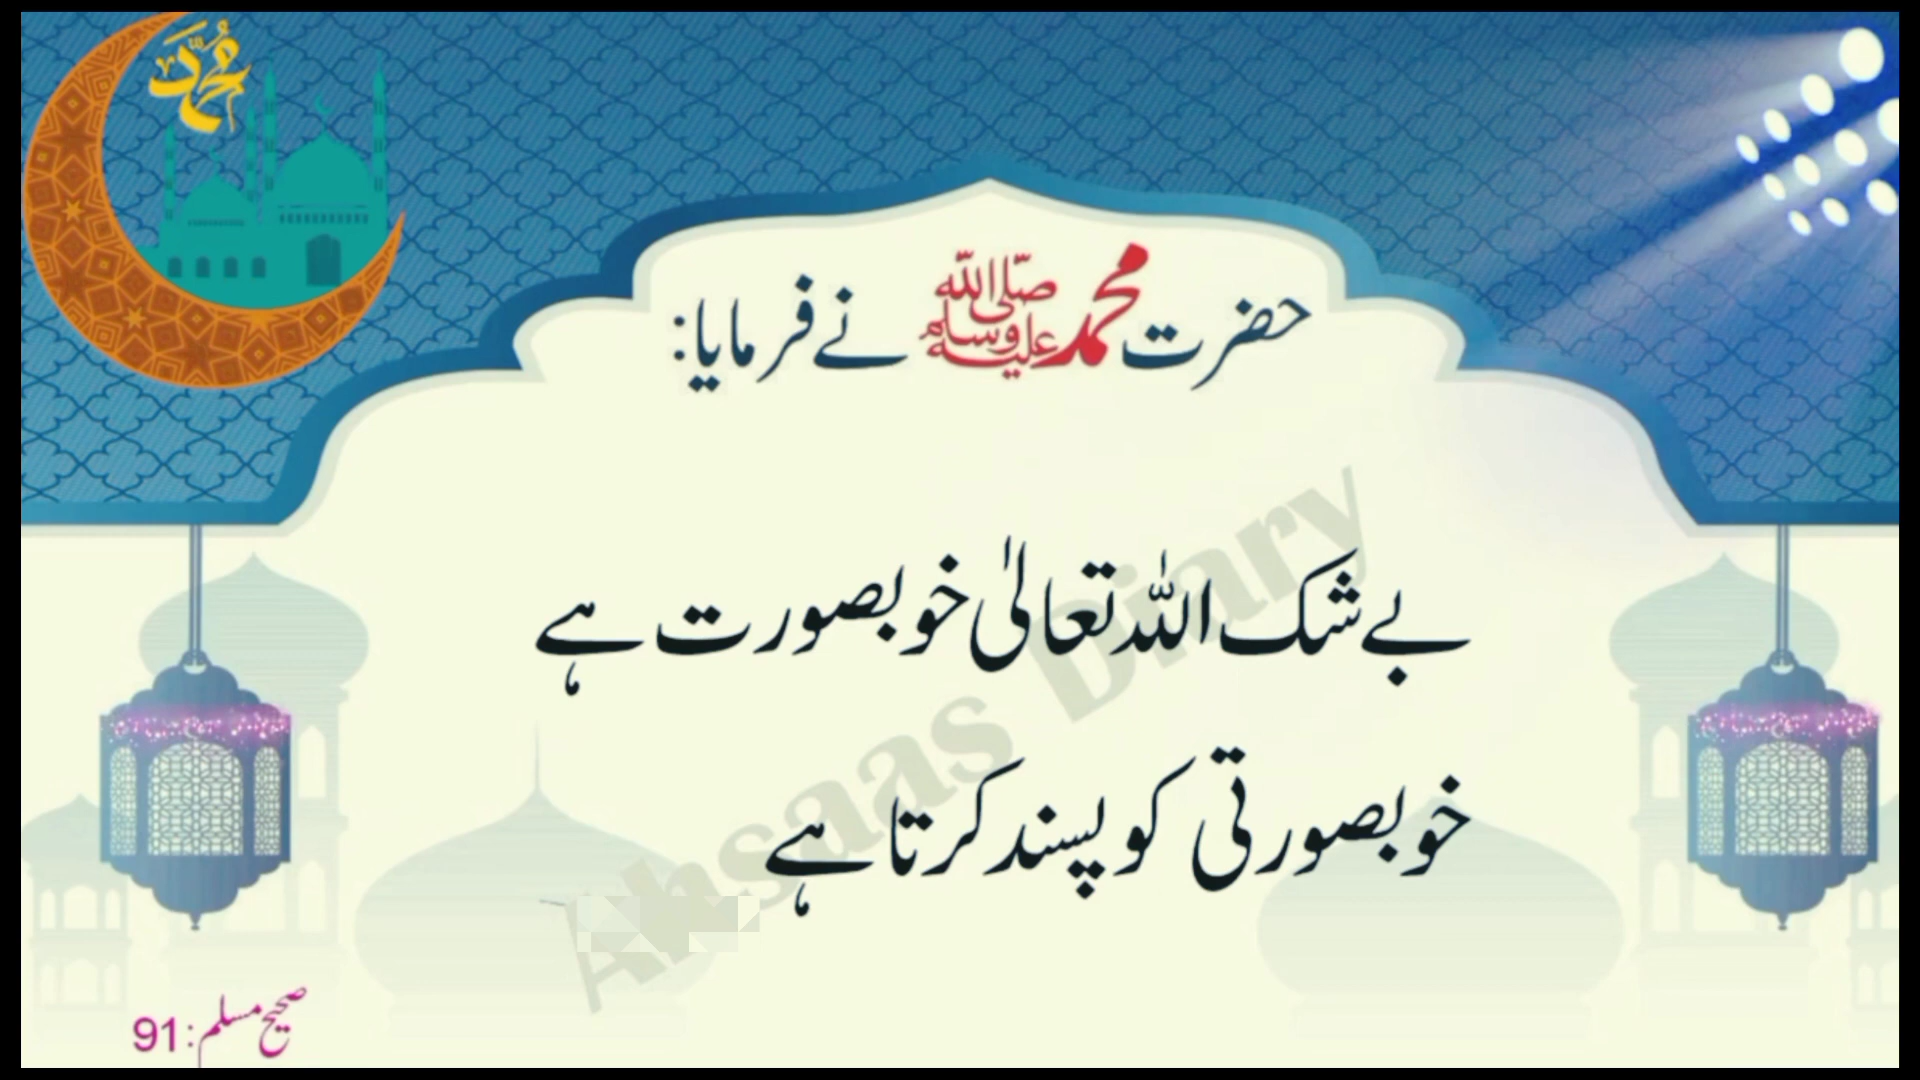 محمد
حضرت محمد صلی اللہ علیہ وسلم نے فرمایا:
بے شک اللہ تعالیٰ خوبصورت ہے
خوبصورتی کو پسند کرتا ہے
Ahsaas Diary
صحیح مسلم: 91